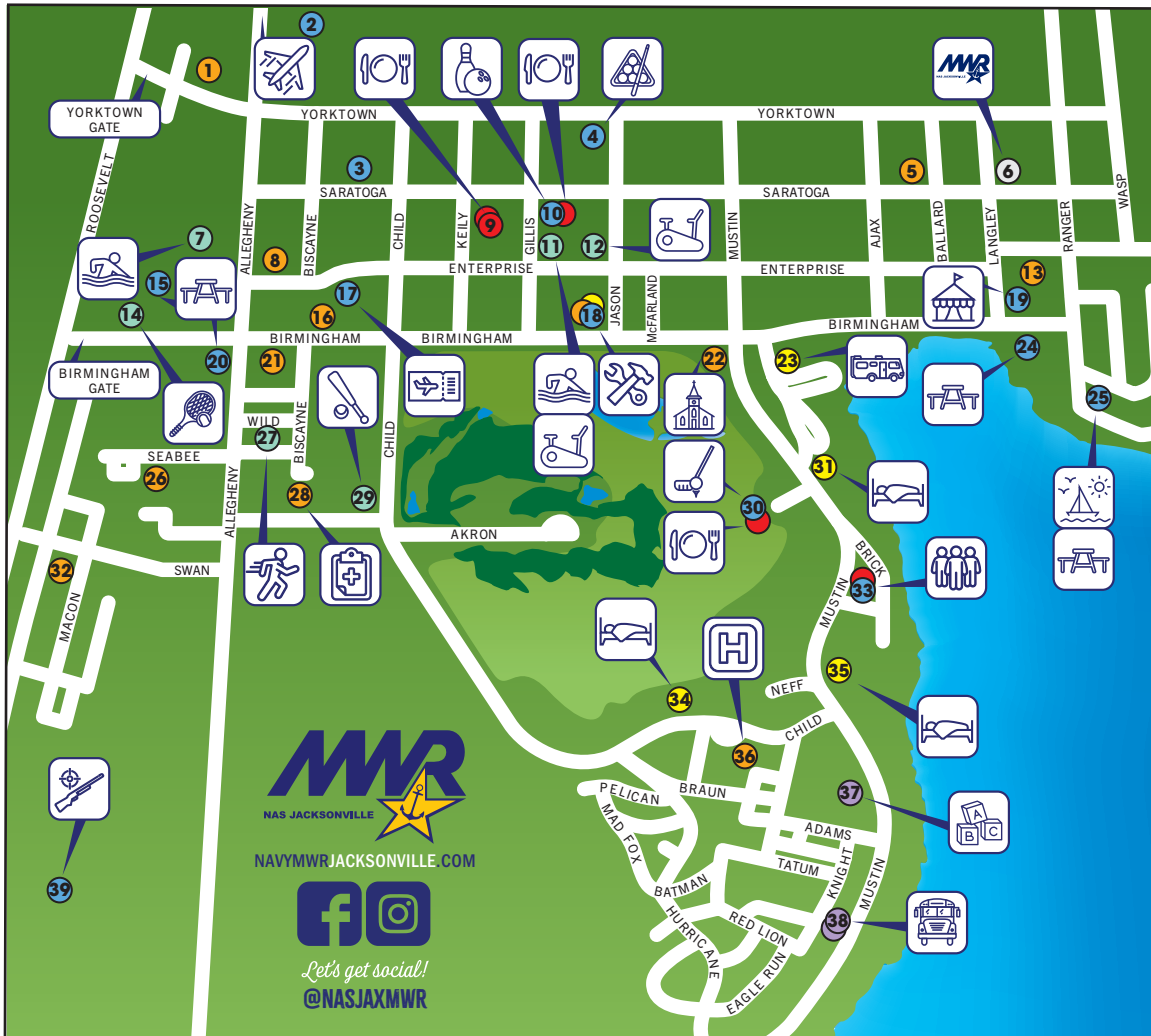 2
1
MWR
NAS JACKSONVILLE
YORKTOWN
GATE
YORKTOWN
YORKTOWN
4
3
5
6
ROOSEVELT
SARATOGA
SARATOGA
WASP
ALLEGHENY
BISCAYNE
CHILD
KEILY
GILLIS
MUSTIN
AJAX
BALLARD
LANGLEY
RANGER
9
10
7
11
12
8
ENTERPRISE
ENTERPRISE
13
15
17
19
14
16
18
JASON
McFARLAND
BIRMINGHAM
BIRMINGHAM
BIRMINGHAM
20
21
22
23
24
BIRMINGHAM
GATE
25
WILD
27
BISCAYNE
CHILD
SEABEE
26
28
29
31
ALLEGHENY
30
AKRON
BRICK
SWAN
32
MACON
MUSTIN
33
H
34
35
NEFF
CHILD
36
MWR
NAS JACKSONVILLE
PELICAN
BRAUN
37
MAD FOX
ADAMS
A
B
C
NAVYMWRJACKSONVILLE.COM
TATUM
KNIGHT
MUSTIN
39
BATMAN
HURRICANE
RED LION
38
EAGLE RUN
f
Let's get social!
@NASJAXMWR